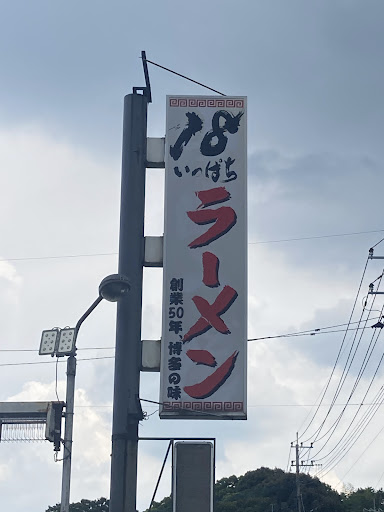 18
いっぱち
ラーメン
創業50年、博多の味